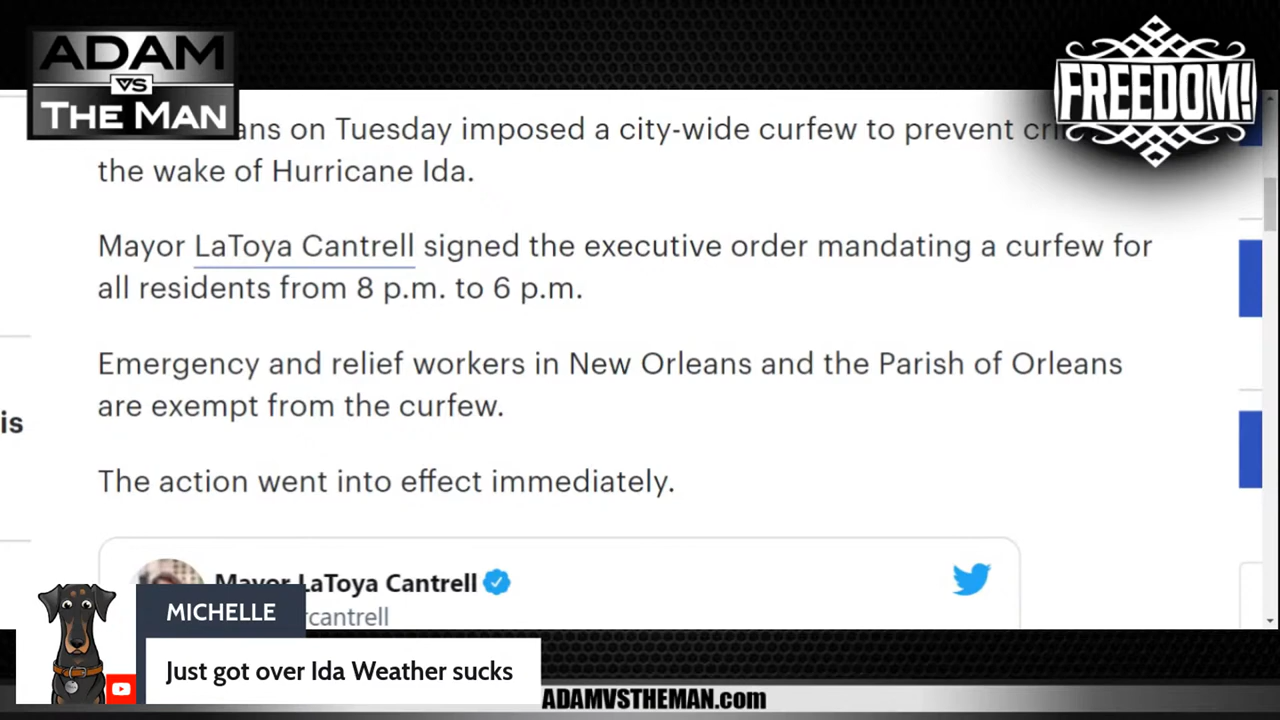 ADAM
VS
THE MAN
FREEDOM!
on Tuesday imposed a city-wide curfew to prevent
the wake of Hurricane Ida.
Mayor LaToya Cantrell signed the executive order mandating a curfew for
all residents from 8 p.m. to 6 p.m.
Emergency and relief workers in New Orleans and the Parish of Orleans
are exempt from the curfew.
is
The action went into effect immediately.
Mayor LaToya Cantrell
MICHELLE
Just got over Ida Weather sucks
ADAMVSTHEMAN.com